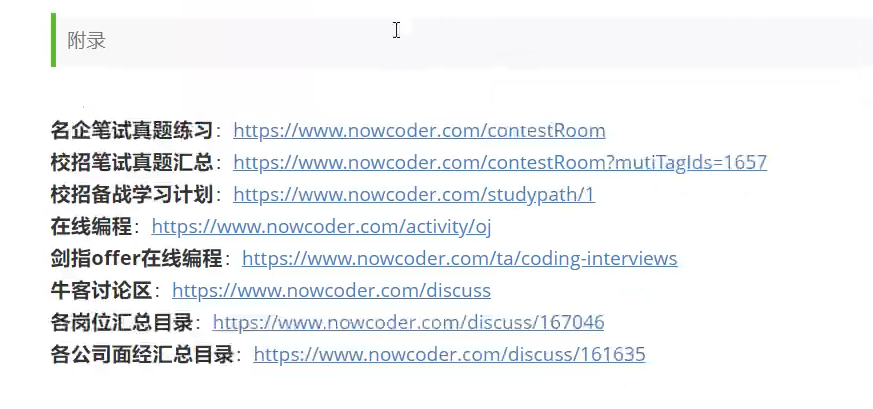 附录
名企笔试真题练习：https://www.nowcoder.com/contestRoom
校招笔试真题汇总：https://www.nowcoder.com/contestRoom?mutiTagIds=1657
校招备战学习计划：https://www.nowcoder.com/studypath/1
在线编程：https://www.nowcoder.com/activity/oj
剑指offer在线编程：https://www.nowcoder.com/ta/coding-interviews
牛客讨论区：https://www.nowcoder.com/discuss
各岗位汇总目录：https://www.nowcoder.com/discuss/167046
各公司面经汇总目录：https://www.nowcoder.com/discuss/161635